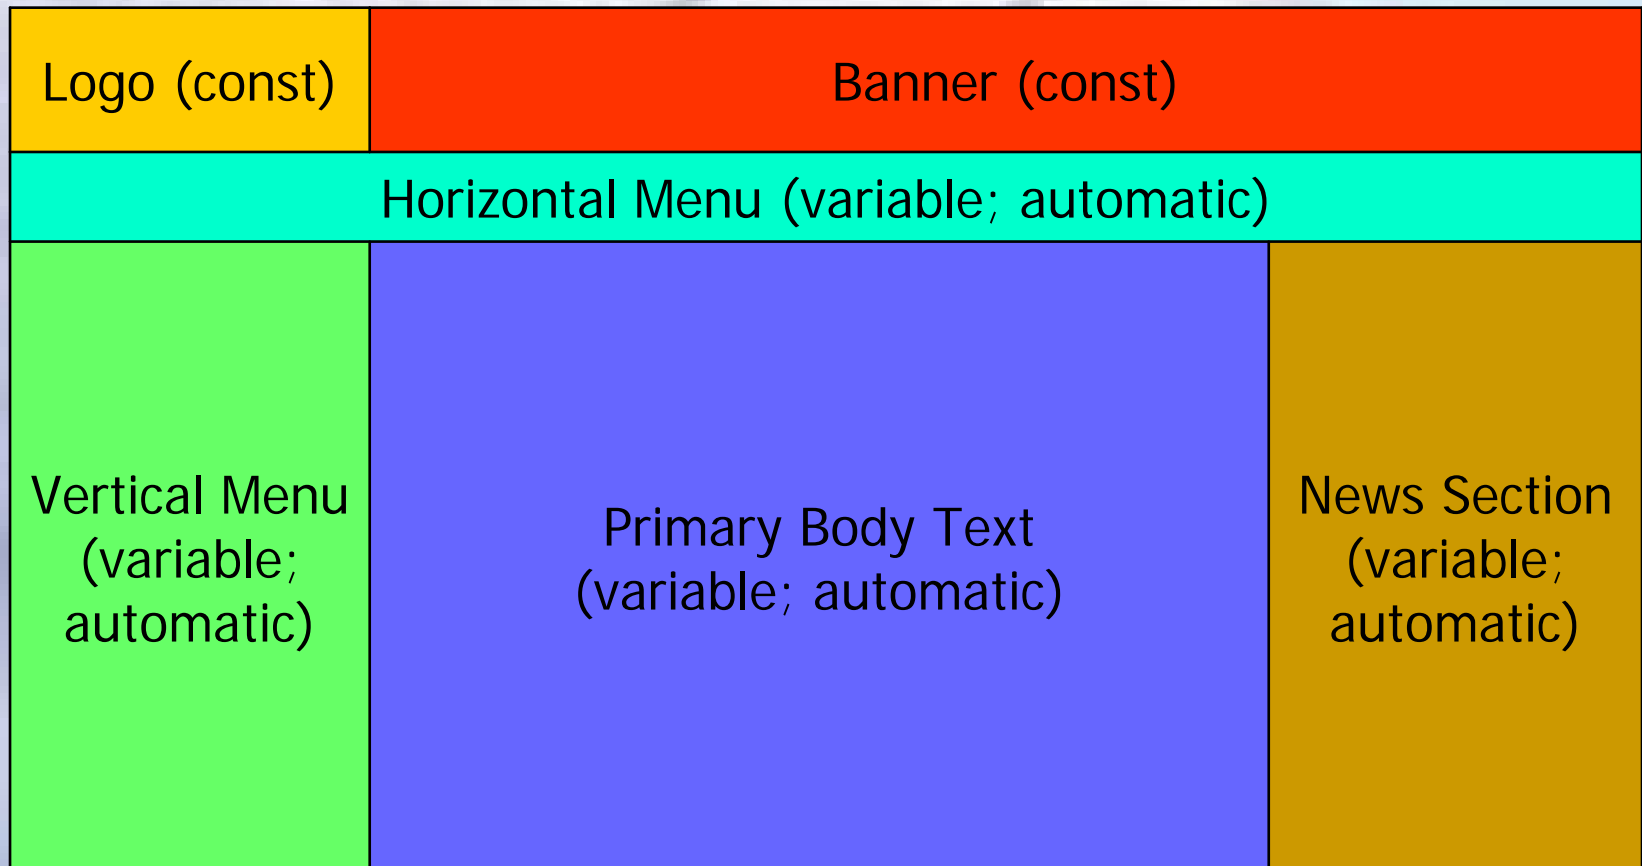 Logo (const)
Banner (const)
Horizontal Menu (variable; automatic)
Vertical Menu
(variable;
automatic)
Primary Body Text
(variable; automatic)
News Section
(variable;
automatic)